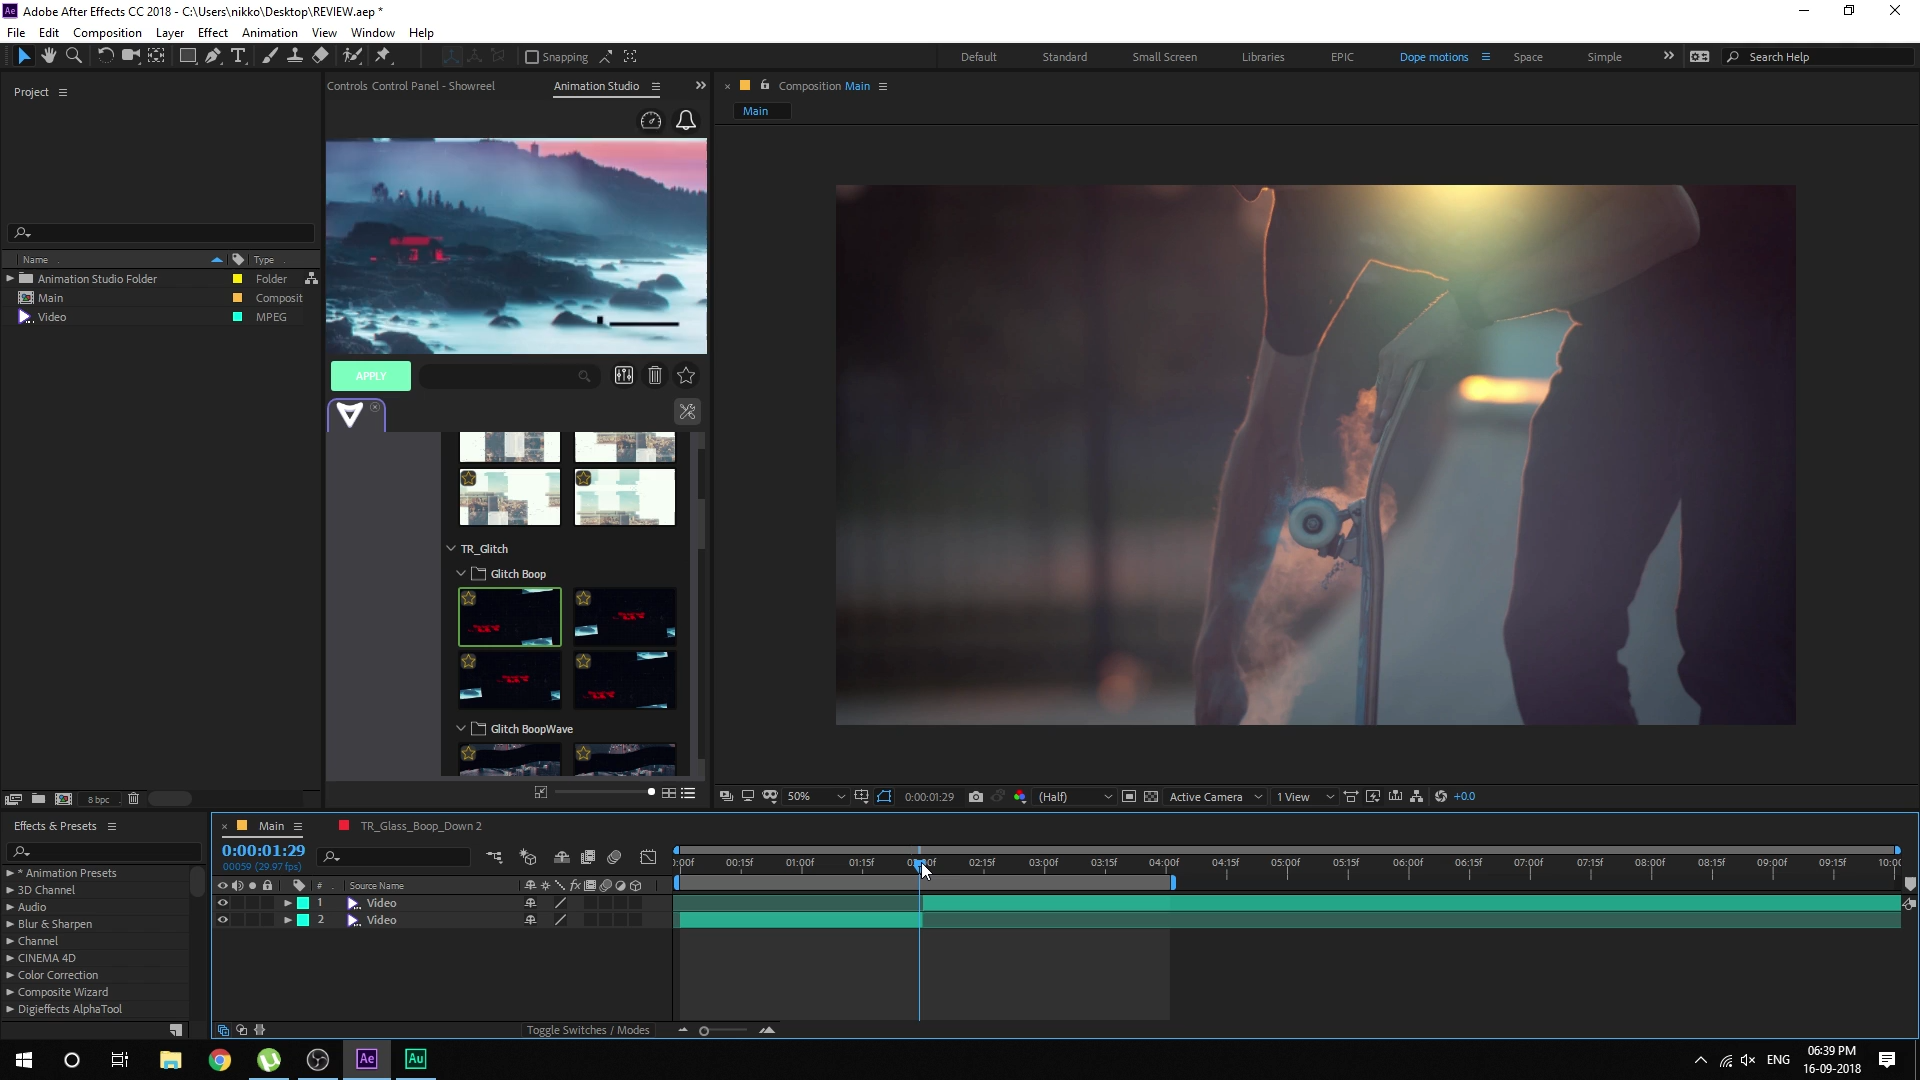 Adobe After Effects CC 2018 - C:\Users\nikko\Desktop\REVIEW.aep *
File Edit Composition Layer Effect Animation View Window Help
Snapping
Default Standard Small Screen Libraries EPIC Dope motions Space Simple Search Help
Project
Controls Control Panel - Showreel Animation Studio
Composition Main
Main
Name Type
Animation Studio Folder Folder
Main Composit
Video MPEG
APPLY
TR_Glitch
Glitch Boop
Glitch BoopWave
8 bpc
50% 0:00:01:29 (Half) Active Camera 1 View +0.0
Effects & Presets
Main TR_Glass_Boop_Down 2
0:00:01:29
00059 (29.97 fps)
:00f 00:15f 01:00f 01:15f 02:00f 02:15f 03:00f 03:15f 04:00f 04:15f 05:00f 05:15f 06:00f 06:15f 07:00f 07:15f 08:00f 08:15f 09:00f 09:15f 10:00
# Source Name
1 Video
2 Video
* Animation Presets
3D Channel
Audio
Blur & Sharpen
Channel
CINEMA 4D
Color Correction
Composite Wizard
Digieffects AlphaTool
Toggle Switches / Modes
Ae Au
ENG
06:39 PM
16-09-2018